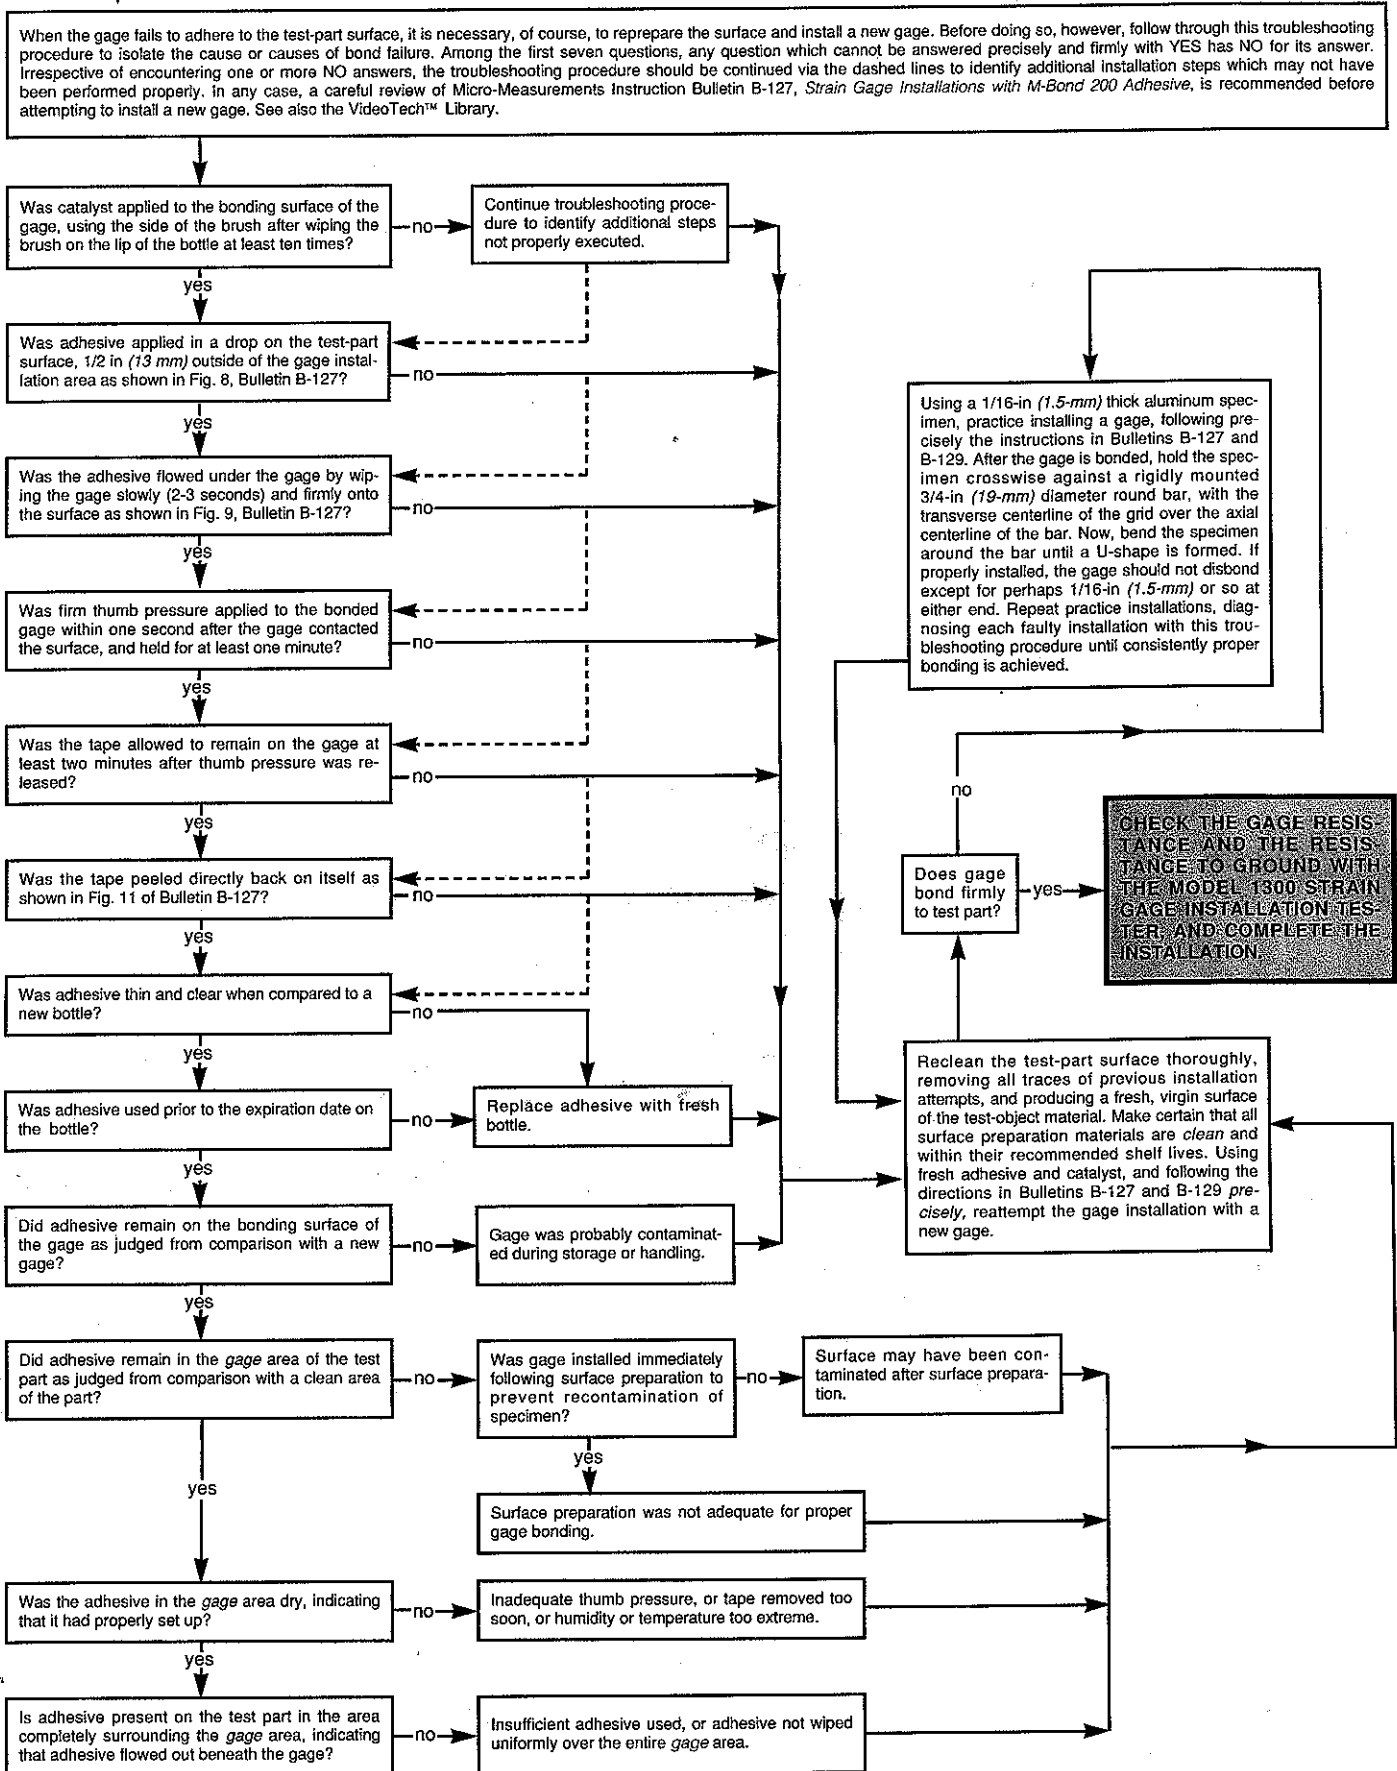 When the gage fails to adhere to the test-part surface, it is necessary, of course, to reprepare the surface and install a new gage. Before doing so, however, follow through this troubleshooting
procedure to isolate the cause or causes of bond failure. Among the first seven questions, any question which cannot be answered precisely and firmly with YES has NO for its answer.
Irrespective of encountering one or more NO answers, the troubleshooting procedure should be continued via the dashed lines to identify additional installation steps which may not have
been performed properly. In any case, a careful review of Micro-Measurements Instruction Bulletin B-127, Strain Gage Installations with M-Bond 200 Adhesive, is recommended before
attempting to install a new gage. See also the VideoTech™ Library.
Was catalyst applied to the bonding surface of the
gage, using the side of the brush after wiping the
brush on the lip of the bottle at least ten times?
no
Continue troubleshooting proce-
dure to identify additional steps
not properly executed.
yes
Was adhesive applied in a drop on the test-part
surface, 1/2 in (13 mm) outside of the gage instal-
lation area as shown in Fig. 8, Bulletin B-127?
no
yes
Was the adhesive flowed under the gage by wip-
ing the gage slowly (2-3 seconds) and firmly onto
the surface as shown in Fig. 9, Bulletin B-127?
no
yes
Was firm thumb pressure applied to the bonded
gage within one second after the gage contacted
the surface, and held for at least one minute?
no
yes
Was the tape allowed to remain on the gage at
least two minutes after thumb pressure was re-
leased?
no
yes
Was the tape peeled directly back on itself as
shown in Fig. 11 of Bulletin B-127?
no
yes
Was adhesive thin and clear when compared to a
new bottle?
no
yes
Was adhesive used prior to the expiration date on
the bottle?
no
Replace adhesive with fresh
bottle.
yes
Did adhesive remain on the bonding surface of
the gage as judged from comparison with a new
gage?
no
Gage was probably contaminat-
ed during storage or handling.
yes
Did adhesive remain in the gage area of the test
part as judged from comparison with a clean area
of the part?
no
Was gage installed immediately
following surface preparation to
prevent recontamination of
specimen?
no
Surface may have been con-
taminated after surface prepara-
tion.
yes
Surface preparation was not adequate for proper
gage bonding.
yes
Was the adhesive in the gage area dry, indicating
that it had properly set up?
no
Inadequate thumb pressure, or tape removed too
soon, or humidity or temperature too extreme.
yes
Is adhesive present on the test part in the area
completely surrounding the gage area, indicating
that adhesive flowed out beneath the gage?
no
Insufficient adhesive used, or adhesive not wiped
uniformly over the entire gage area.
Using a 1/16-in (1.5-mm) thick aluminum spec-
imen, practice installing a gage, following pre-
cisely the instructions in Bulletins B-127 and
B-129. After the gage is bonded, hold the spec-
imen crosswise against a rigidly mounted
3/4-in (19-mm) diameter round bar, with the
transverse centerline of the grid over the axial
centerline of the bar. Now, bend the specimen
around the bar until a U-shape is formed. If
properly installed, the gage should not disbond
except for perhaps 1/16-in (1.5-mm) or so at
either end. Repeat practice installations, diag-
nosing each faulty installation with this trou-
bleshooting procedure until consistently proper
bonding is achieved.
no
Does gage
bond firmly
to test part?
yes
CHECK THE GAGE RESIS-
TANCE AND THE RESIS-
TANCE TO GROUND WITH
THE MODEL 1300 STRAIN
GAGE INSTALLATION TES-
TER, AND COMPLETE THE
INSTALLATION.
Reclean the test-part surface thoroughly,
removing all traces of previous installation
attempts, and producing a fresh, virgin surface
of the test-object material. Make certain that all
surface preparation materials are clean and
within their recommended shelf lives. Using
fresh adhesive and catalyst, and following the
directions in Bulletins B-127 and B-129 pre-
cisely, reattempt the gage installation with a
new gage.